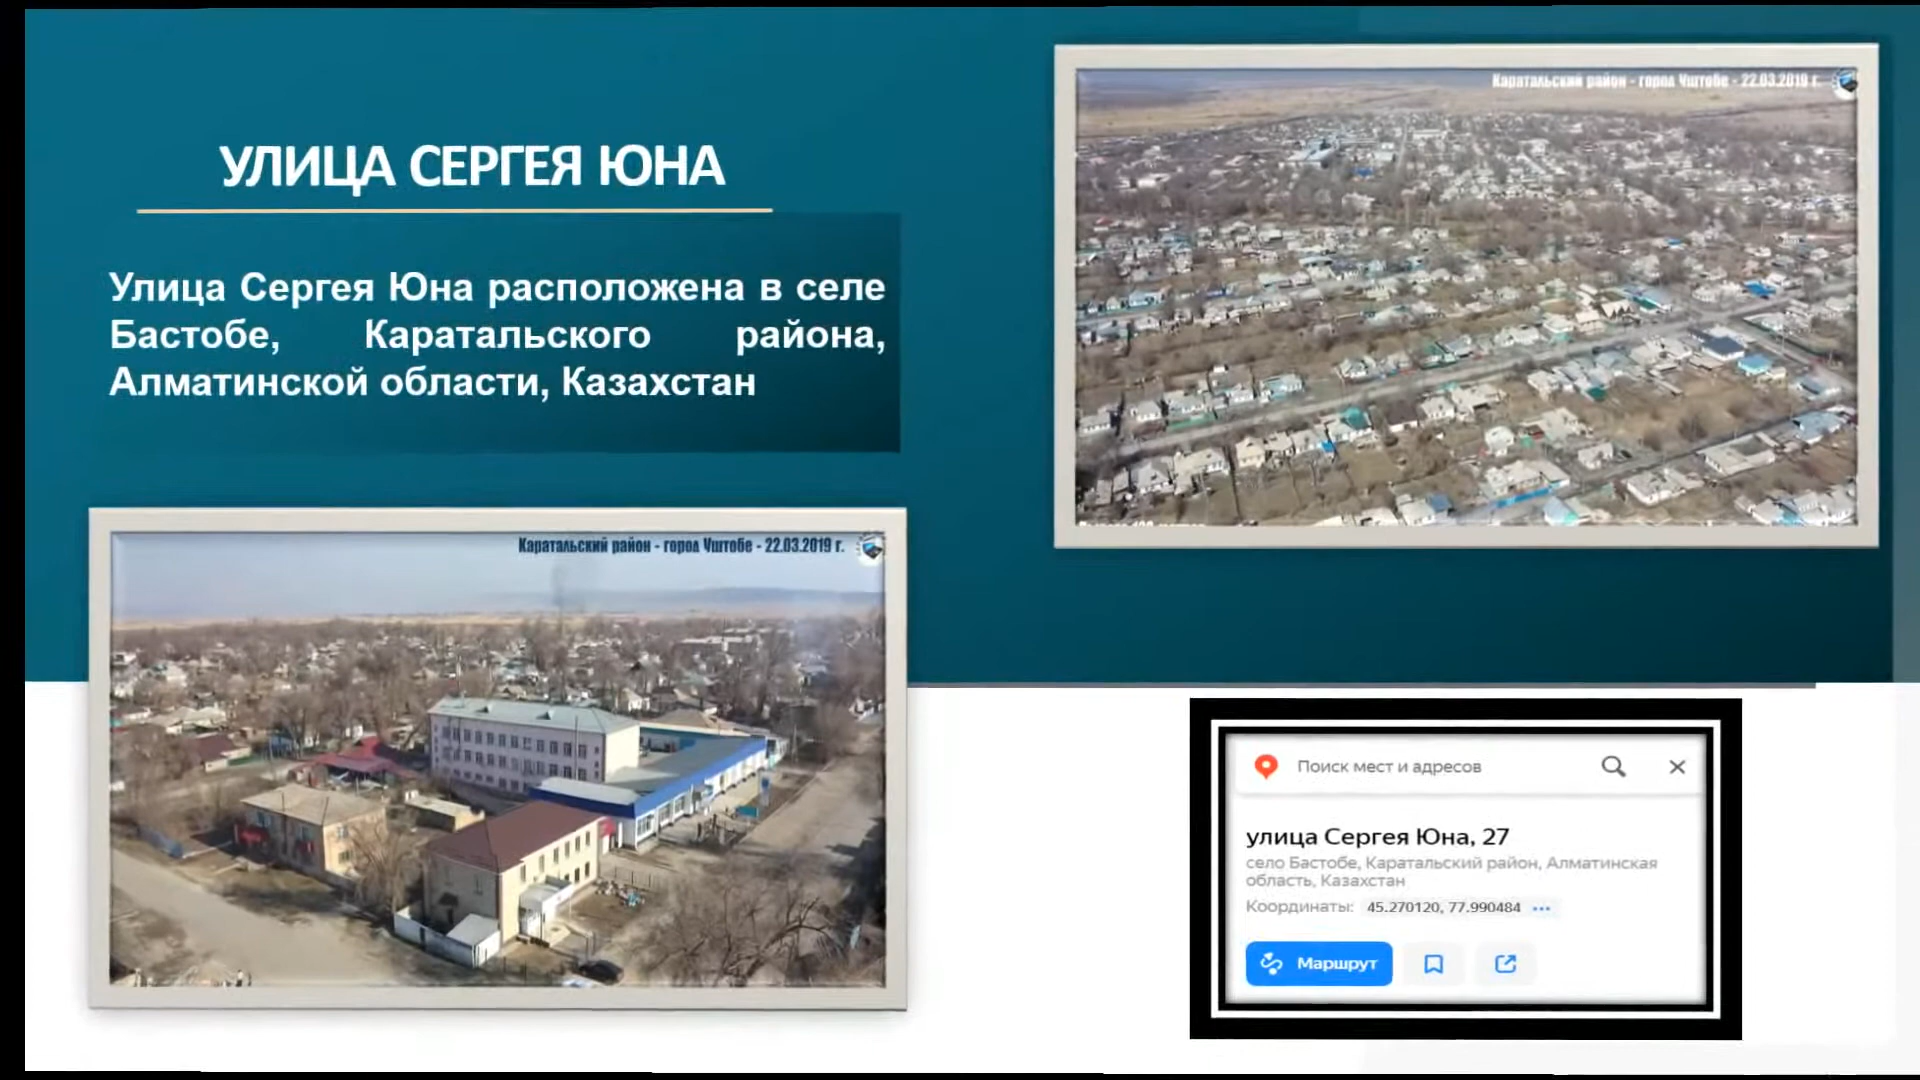 УЛИЦА СЕРГЕЯ ЮНА
Улица Сергея Юна расположена в селе
Бастобе, Каратальского района,
Алматинской области, Казахстан
Каратальский район - город Уштобе - 22.03.2019 г.
Каратальский район - город Уштобе - 22.03.2019 г.
Поиск мест и адресов
улица Сергея Юна, 27
село Бастобе, Каратальский район, Алматинская
область, Казахстан
Координаты: 45.270120, 77.990484
Маршрут